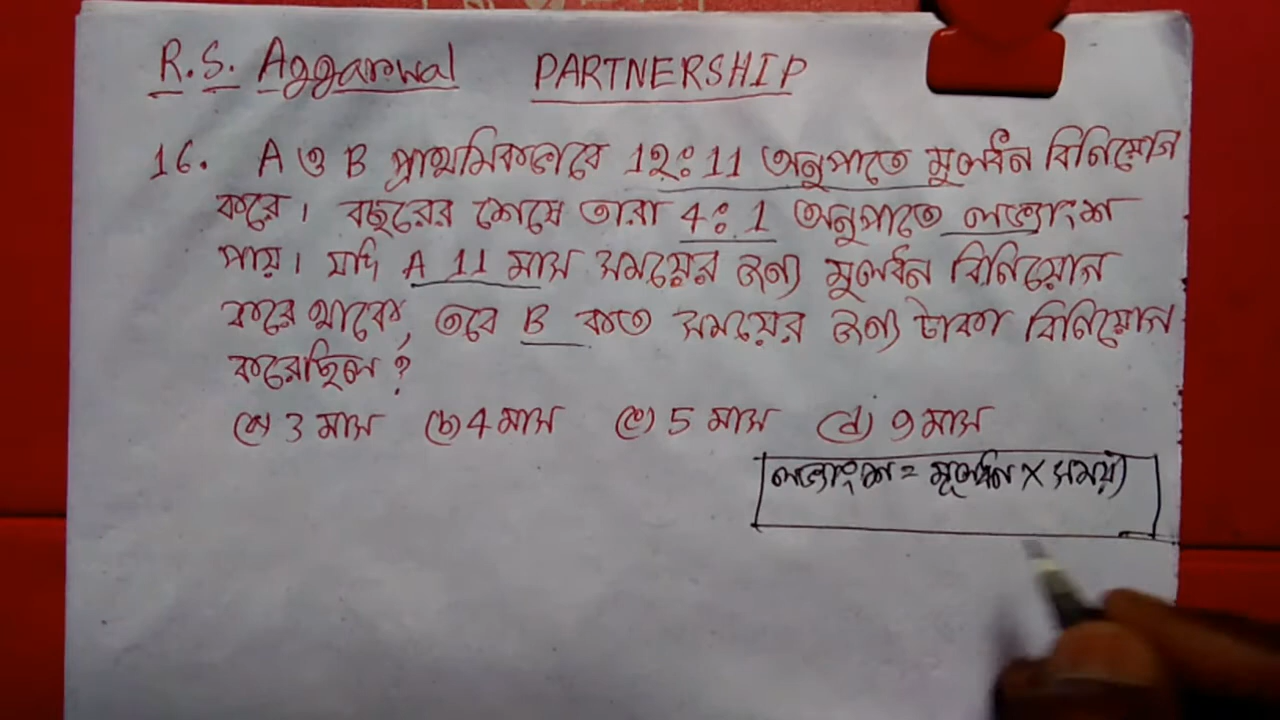 R.S. Aggarwal PARTNERSHIP
16. A ও B প্রাথমিকভাবে 12:11 অনুপাতে মূলধন বিনিয়োগ
করে। বছরের শেষে তারা 4:1 অনুপাতে লভ্যাংশ
পায়। যদি A 11 মাস সময়ের জন্য মূলধন বিনিয়োগ
করে থাকে, তবে B কত সময়ের জন্য টাকা বিনিয়োগ
করেছিল?
(a) 3 মাস (b) 4 মাস (c) 5 মাস (d) 9 মাস
লভ্যাংশ = মূলধন × সময়